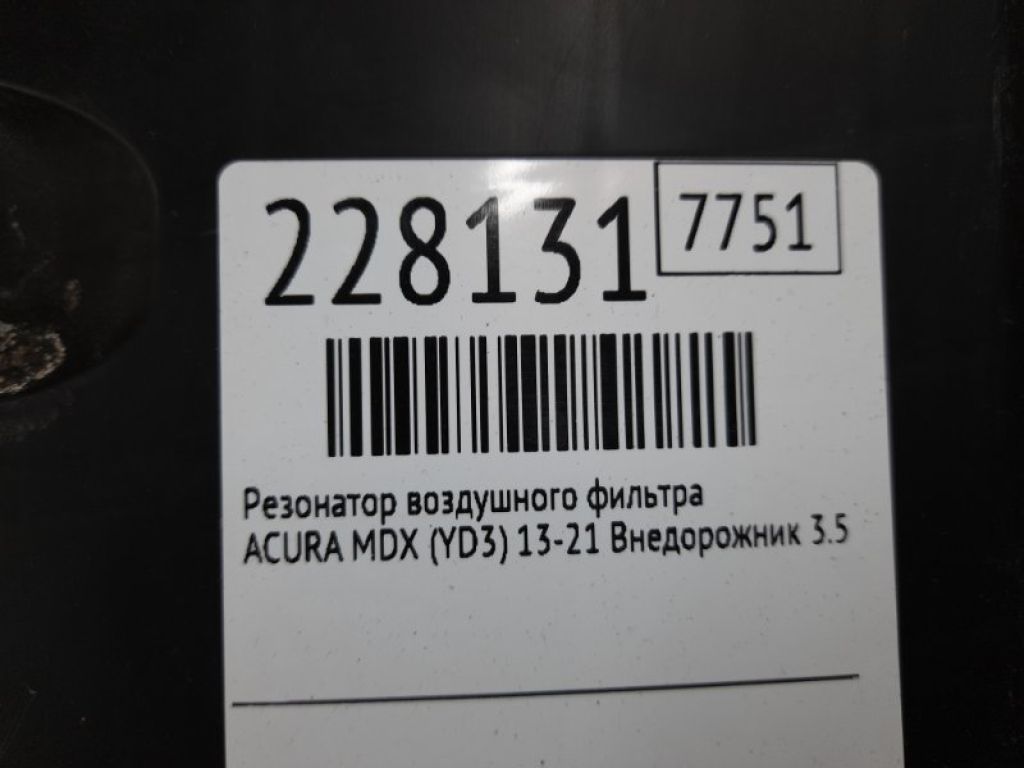 228131 7751
Резонатор воздушного фильтра
ACURA MDX (YD3) 13-21 Внедорожник 3.5